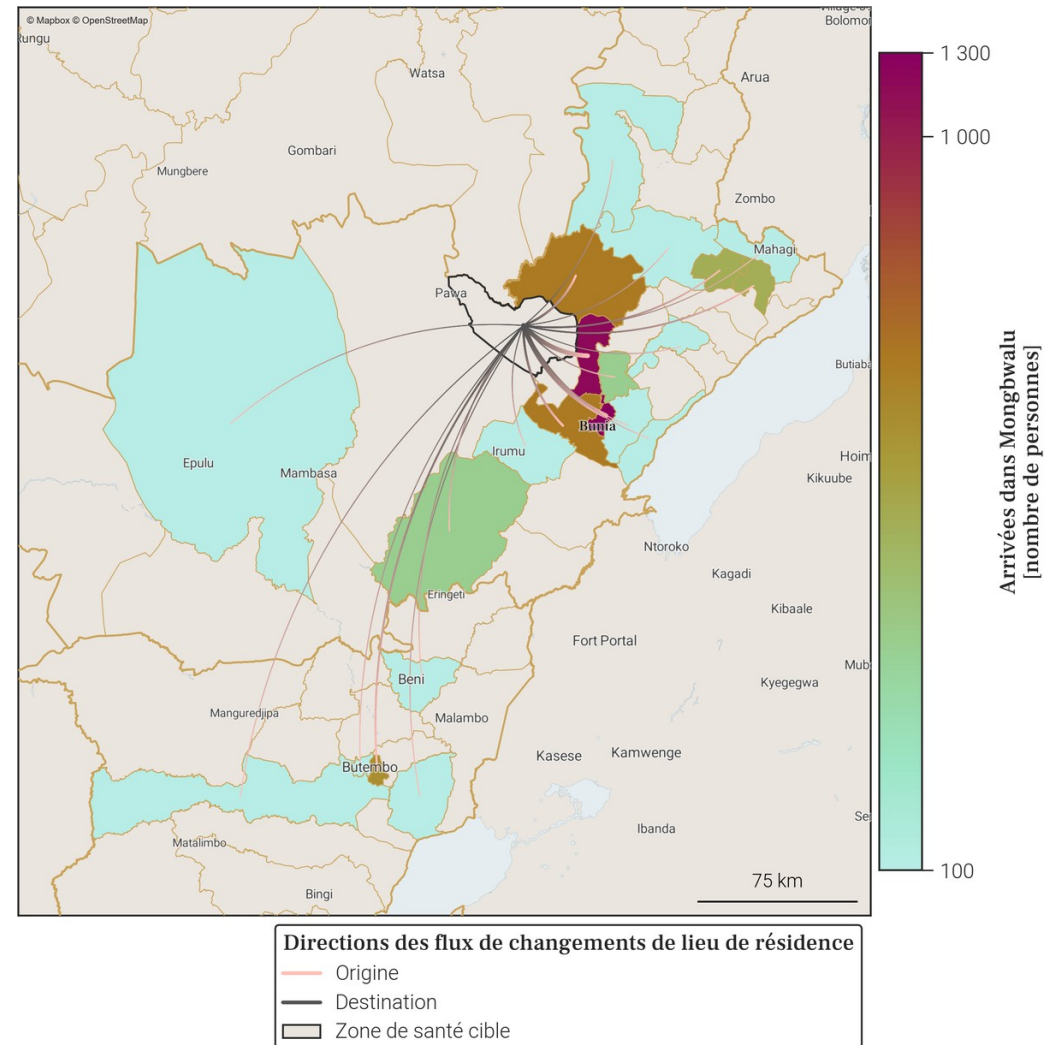 © Mapbox © OpenStreetMap
Bolomor
Watsa
Arua
Gombari
Mungbere
Zombo
Mahagi
Pawa
Butiaba
Bunia
Irumu
Epulu
Mambasa
Hoim
Kikuube
Ntoroko
Kagadi
Eringeti
Kibaale
Fort Portal
Mub
Beni
Kyegegwa
Manguredjipa
Malambo
Kasese
Kamwenge
Butembo
Ibanda
Matalimbo
75 km
Bingi
1 300
1 000
100
Arrivées dans Mongbwalu
[nombre de personnes]
Directions des flux de changements de lieu de résidence
Origine
Destination
Zone de santé cible